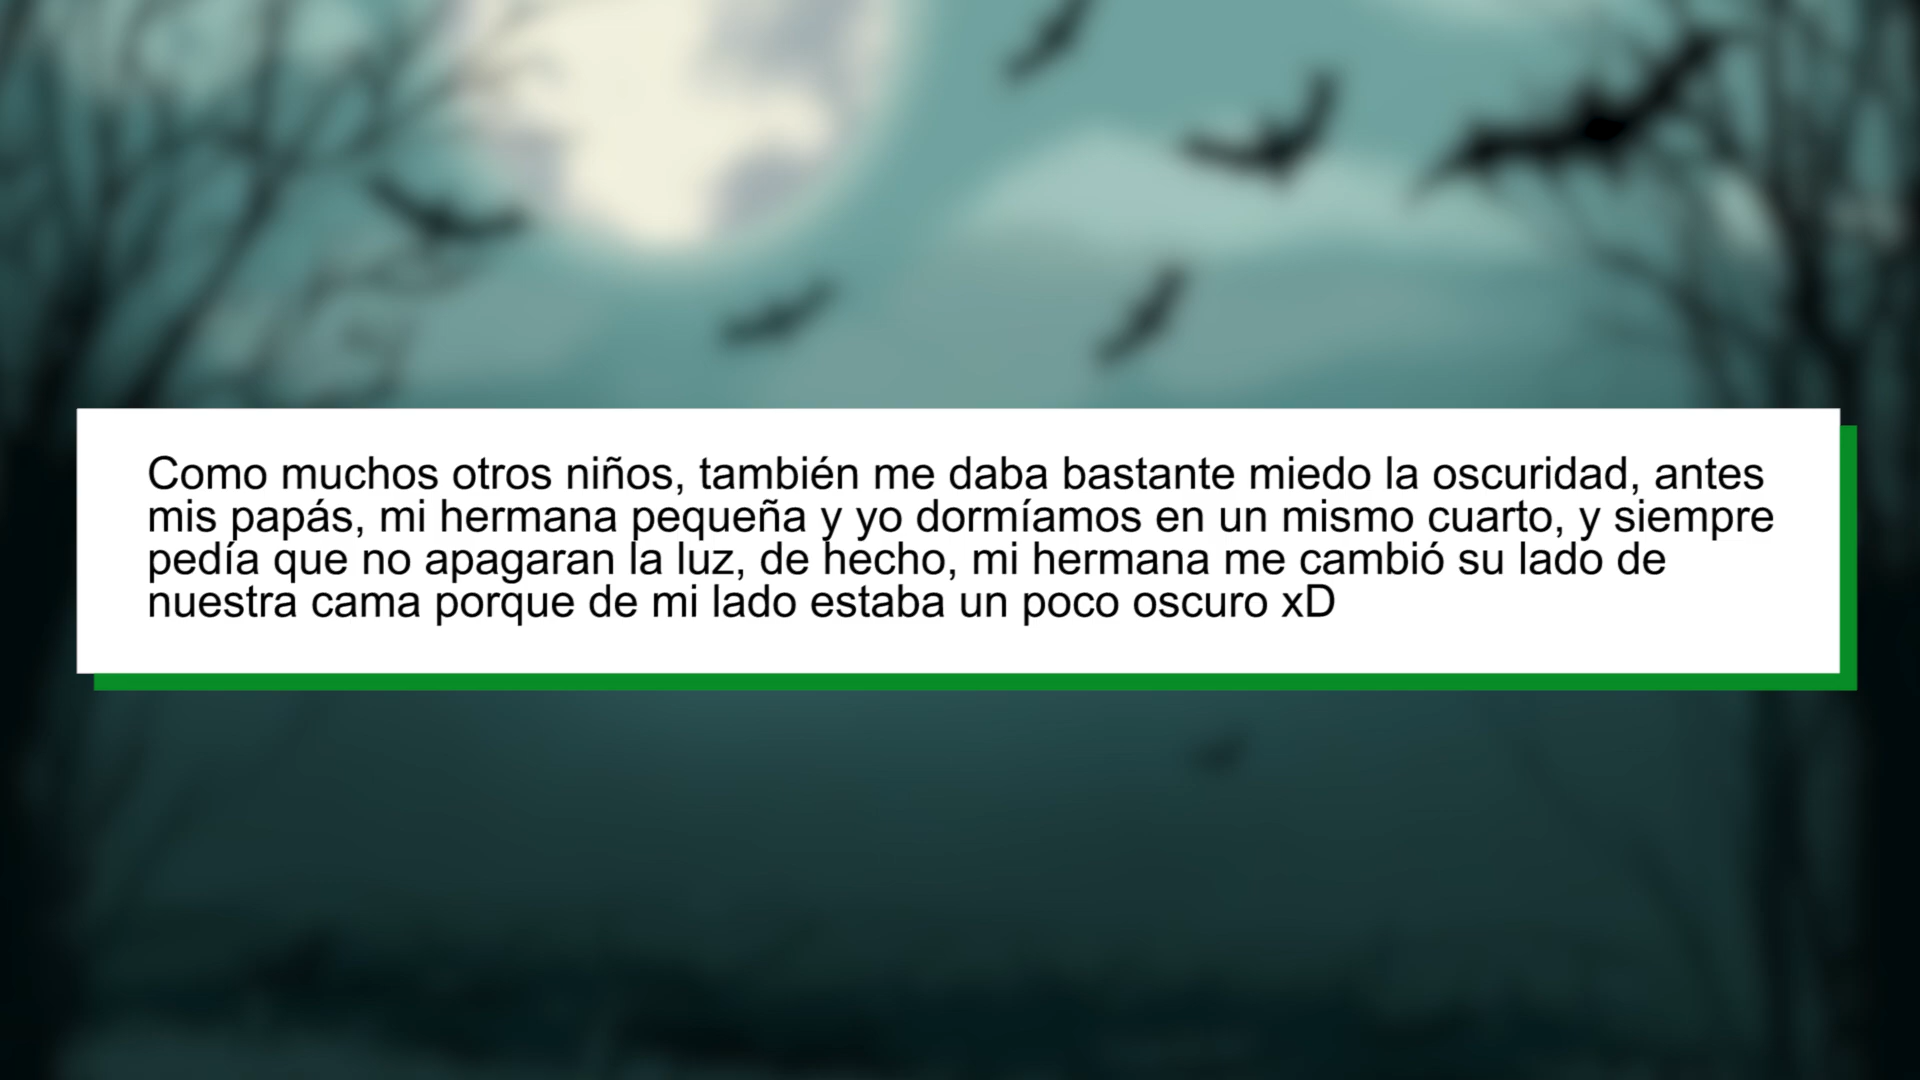 Como muchos otros niños, también me daba bastante miedo la oscuridad, antes
mis papás, mi hermana pequeña y yo dormíamos en un mismo cuarto, y siempre
pedía que no apagaran la luz, de hecho, mi hermana me cambió su lado de
nuestra cama porque de mi lado estaba un poco oscuro xD